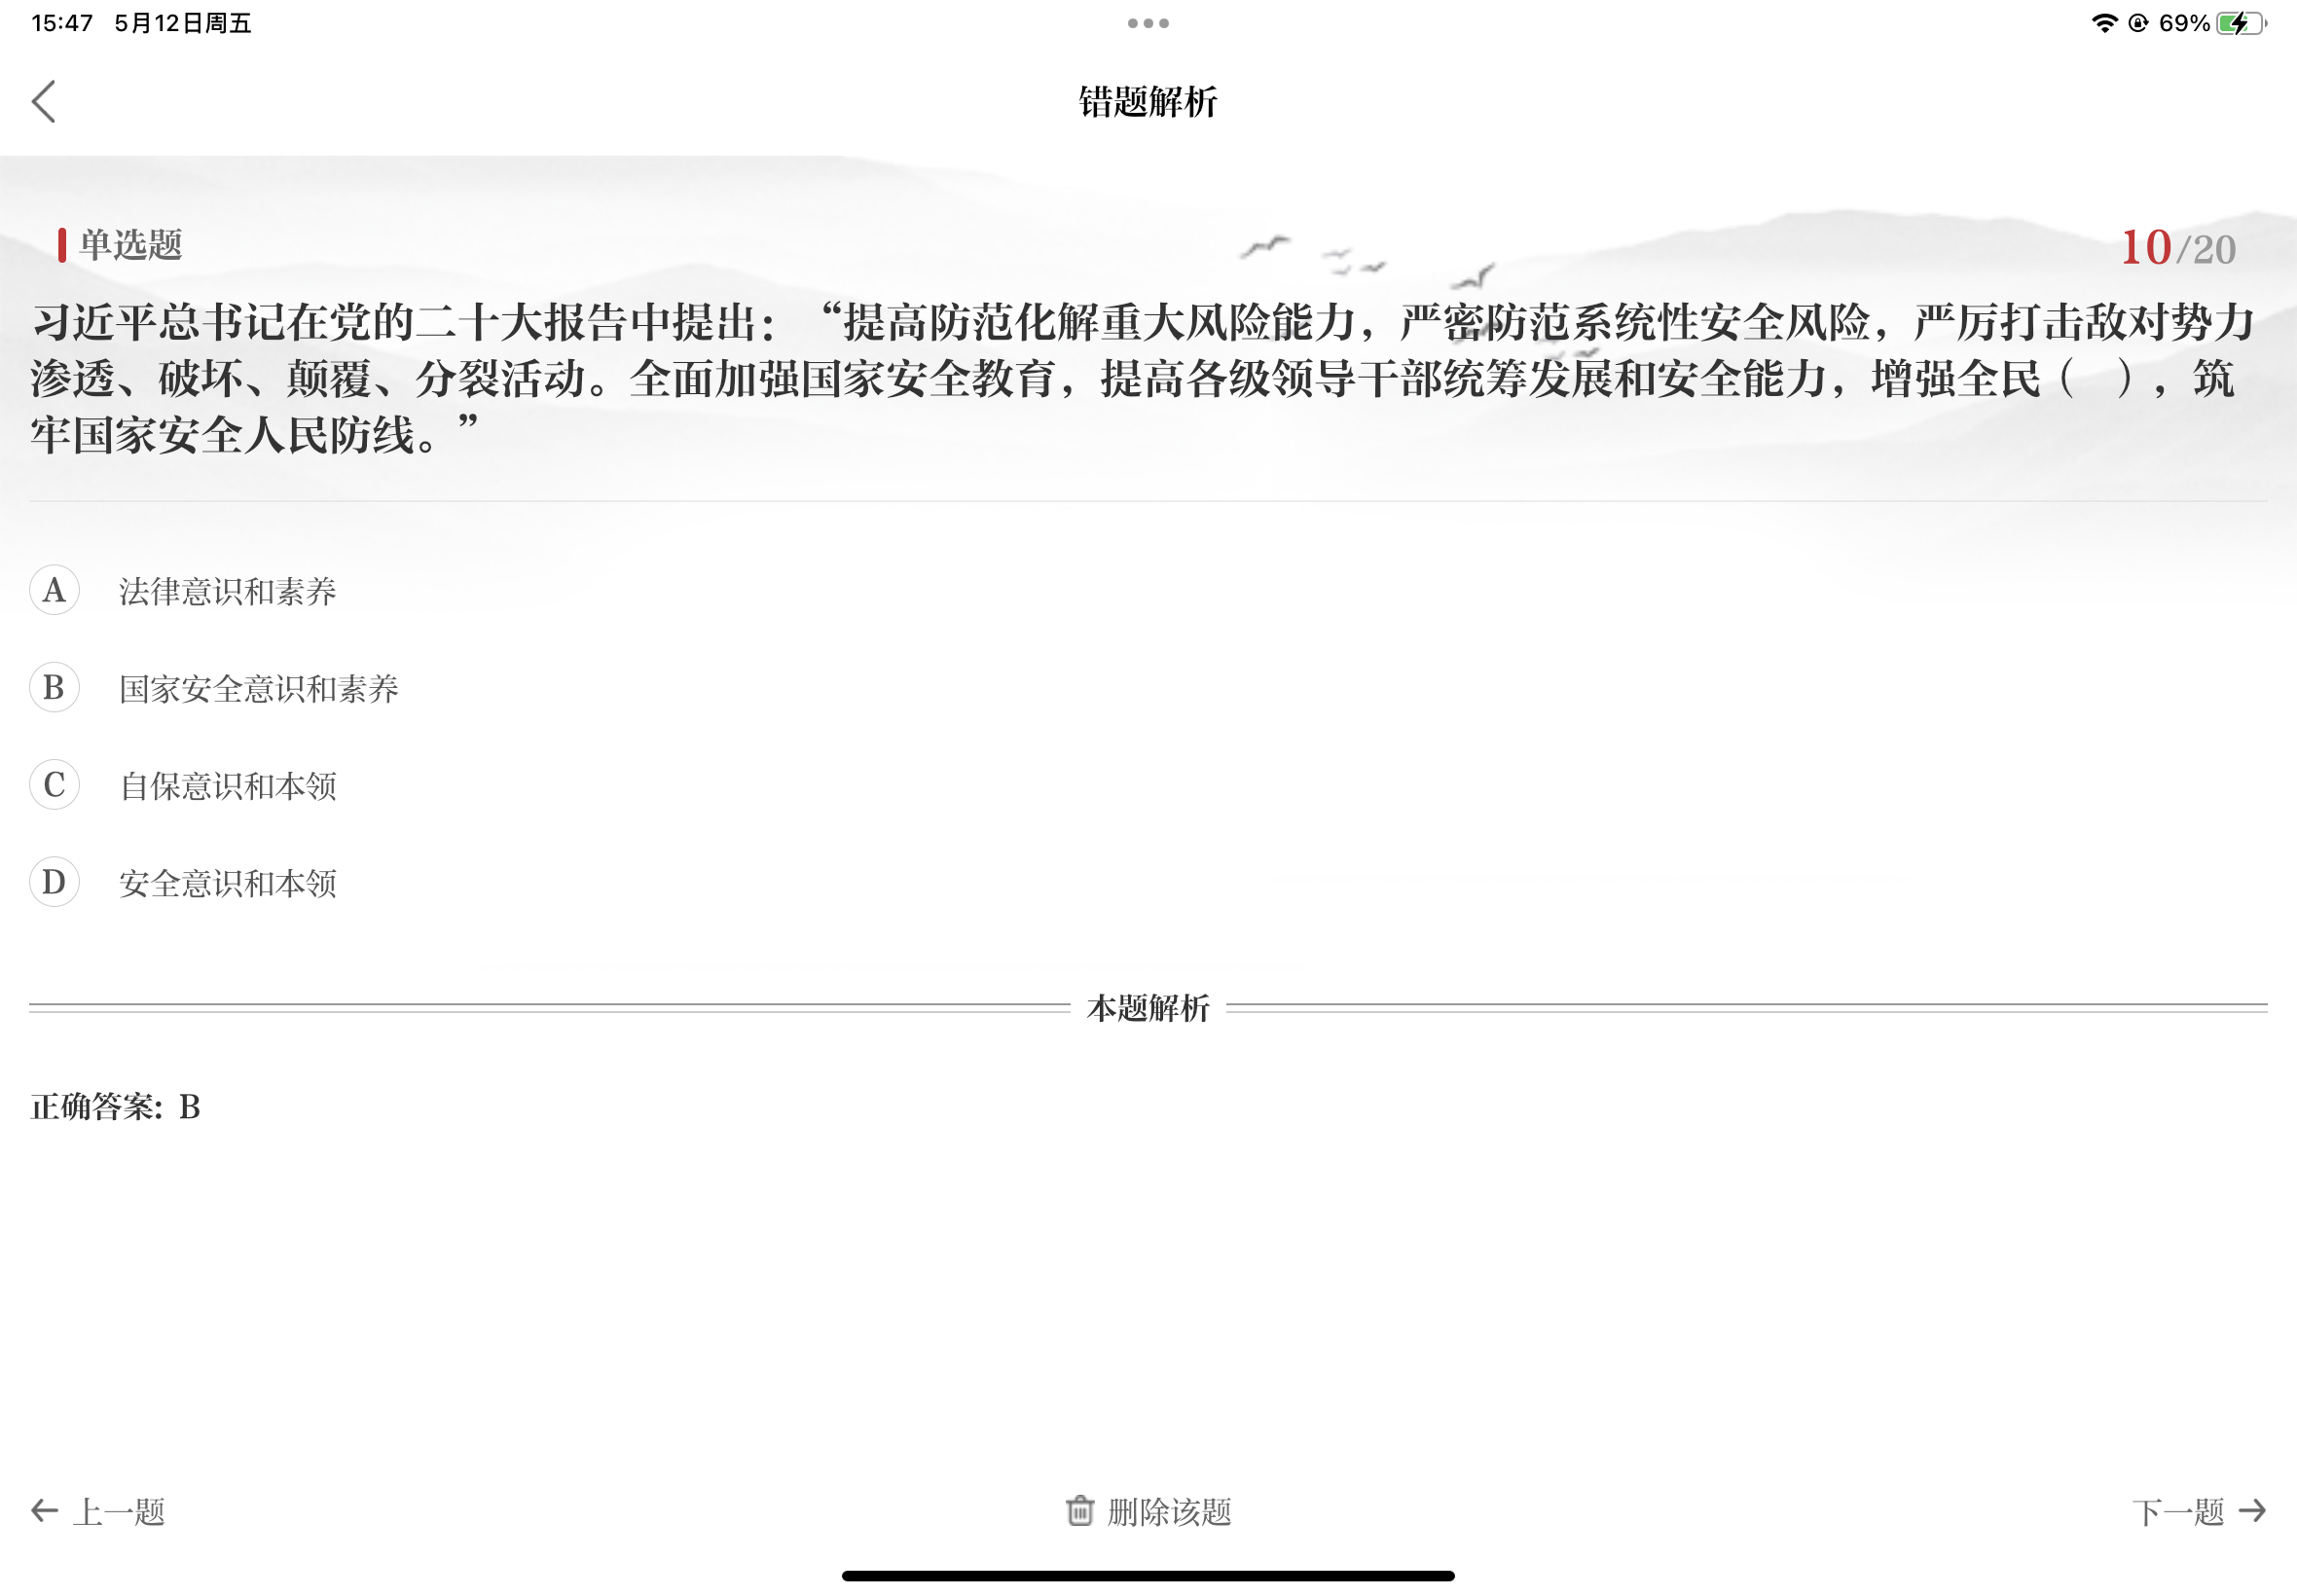 15:47 5月12日周五
69%
错题解析
单选题
10/20
习近平总书记在党的二十大报告中提出：“提高防范化解重大风险能力，严密防范系统性安全风险，严厉打击敌对势力
渗透、破坏、颠覆、分裂活动。全面加强国家安全教育，提高各级领导干部统筹发展和安全能力，增强全民（ ），筑
牢国家安全人民防线。”
A 法律意识和素养
B 国家安全意识和素养
C 自保意识和本领
D 安全意识和本领
本题解析
正确答案: B
上一题
删除该题
下一题